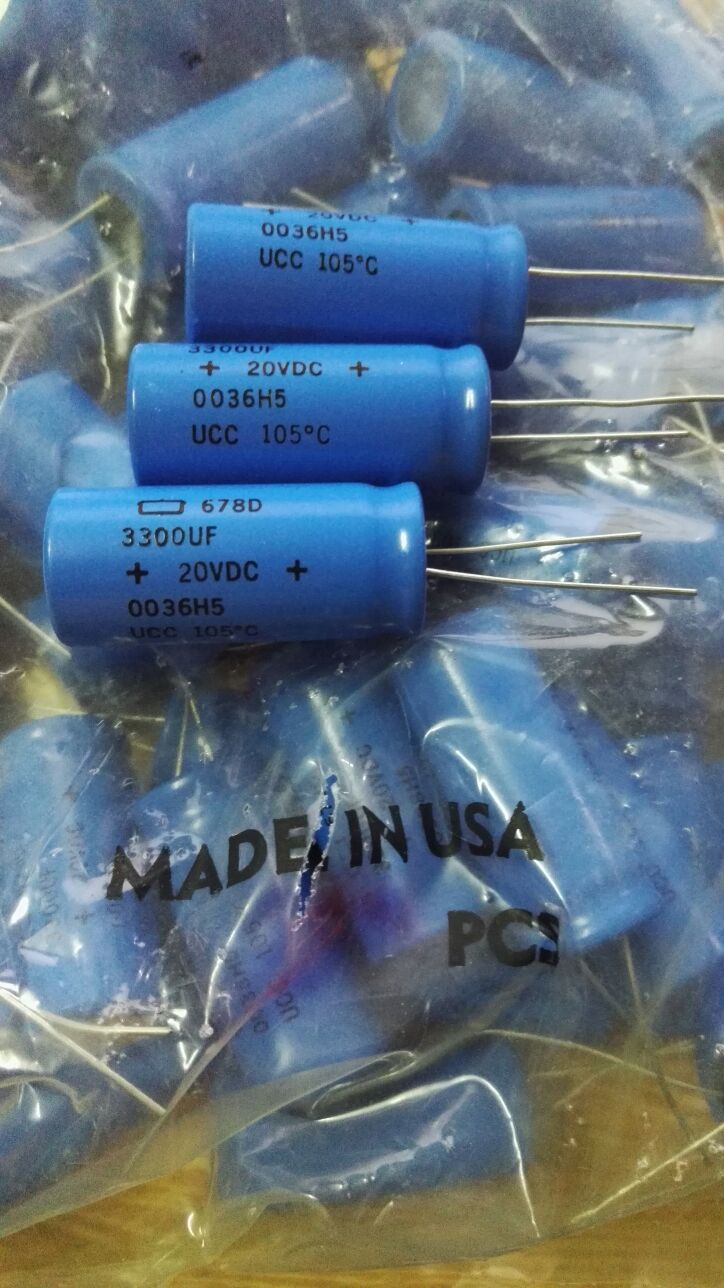 + 20VDC +
0036H5
UCC 105°C
3300UF
+ 20VDC +
0036H5
UCC 105°C
678D
3300UF
+ 20VDC +
0036H5
UCC 105°C
MADE IN USA
PCS